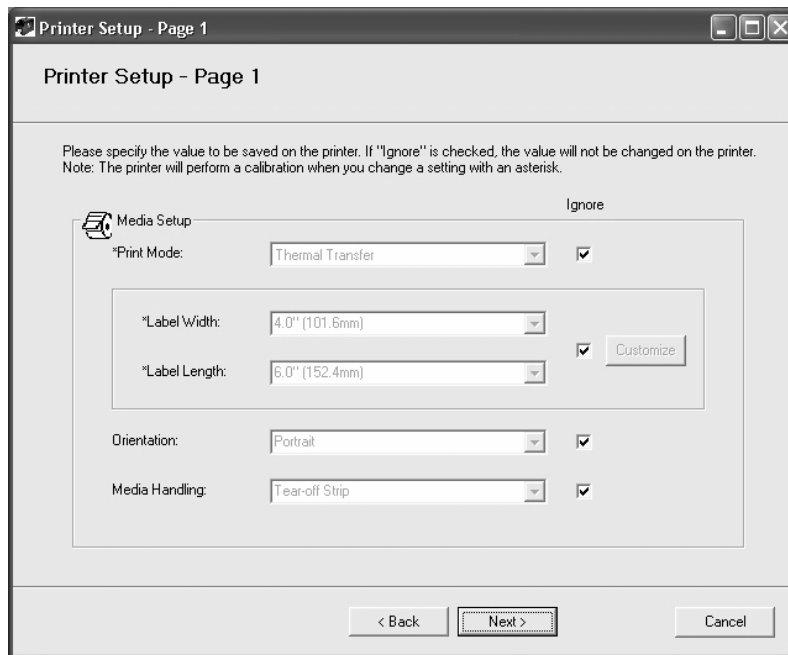 Printer Setup - Page 1
Printer Setup - Page 1
Please specify the value to be saved on the printer. If "Ignore" is checked, the value will not be changed on the printer.
Note: The printer will perform a calibration when you change a setting with an asterisk.
Ignore
Media Setup
*Print Mode:
Thermal Transfer
*Label Width:
4.0" (101.6mm)
Customize
*Label Length:
6.0" (152.4mm)
Orientation:
Portrait
Media Handling:
Tear-off Strip
< Back
Next >
Cancel